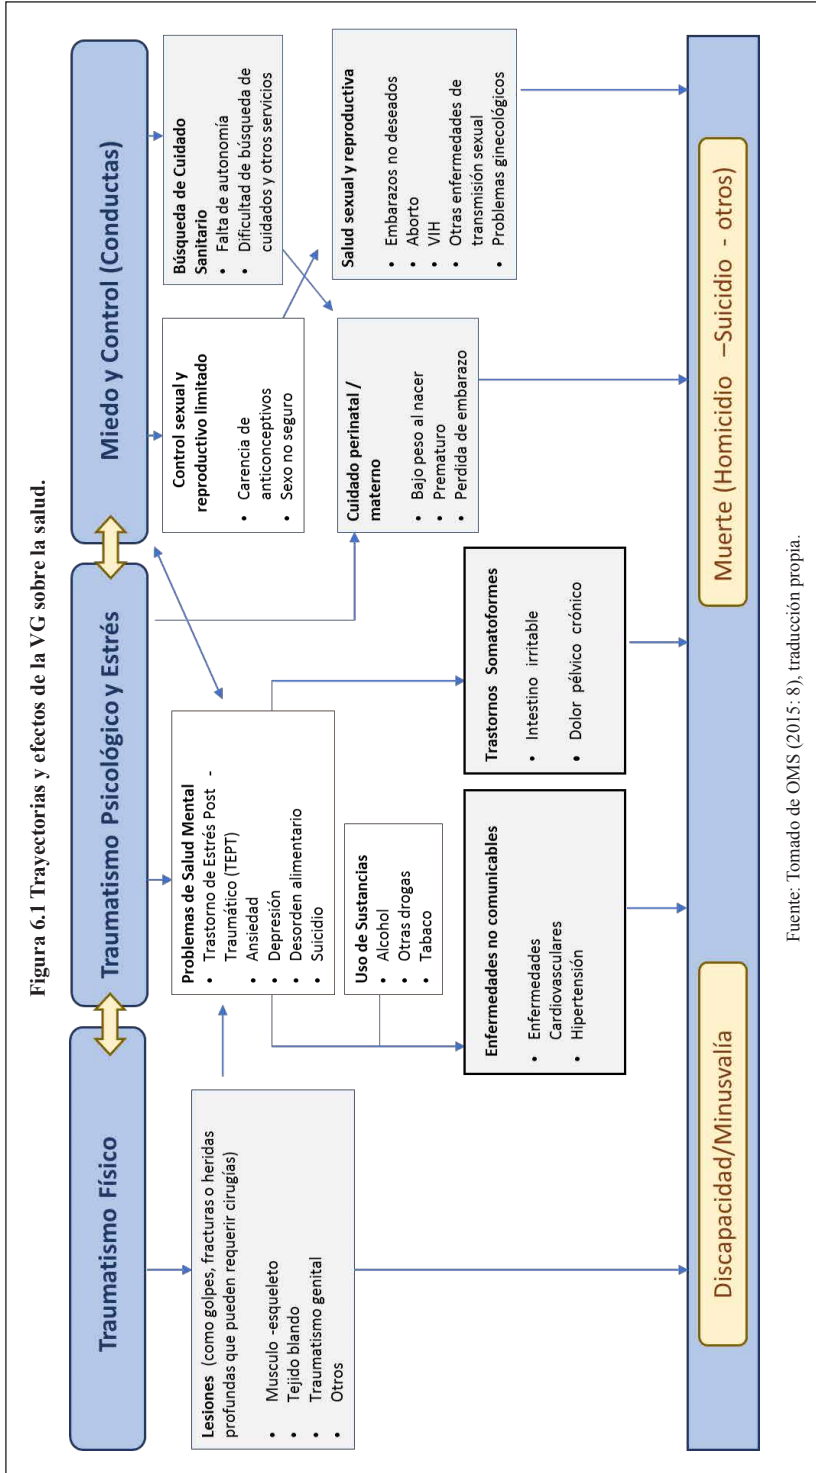 Figura 6.1 Trayectorias y efectos de la VG sobre la salud.
Traumatismo Físico
Traumatismo Psicológico y Estrés
Miedo y Control (Conductas)
Lesiones (como golpes, fracturas o heridas
profundas que pueden requerir cirugías)
• Musculo -esqueleto
• Tejido blando
• Traumatismo genital
• Otros
Problemas de Salud Mental
• Trastorno de Estrés Post -
Traumático (TEPT)
• Ansiedad
• Depresión
• Desorden alimentario
• Suicidio
Uso de Sustancias
• Alcohol
• Otras drogas
• Tabaco
Control sexual y
reproductivo limitado
• Carencia de
anticonceptivos
• Sexo no seguro
Búsqueda de Cuidado
Sanitario
• Falta de autonomía
• Dificultad de búsqueda de
cuidados y otros servicios
Cuidado perinatal /
materno
• Bajo peso al nacer
• Prematuro
• Perdida de embarazo
Salud sexual y reproductiva
• Embarazos no deseados
• Aborto
• VIH
• Otras enfermedades de
transmisión sexual
• Problemas ginecológicos
Enfermedades no comunicables
• Enfermedades
Cardiovasculares
• Hipertensión
Trastornos Somatoformes
• Intestino irritable
• Dolor pélvico crónico
Discapacidad/Minusvalía
Muerte (Homicidio –Suicidio - otros)
Fuente: Tomado de OMS (2015: 8), traducción propia.